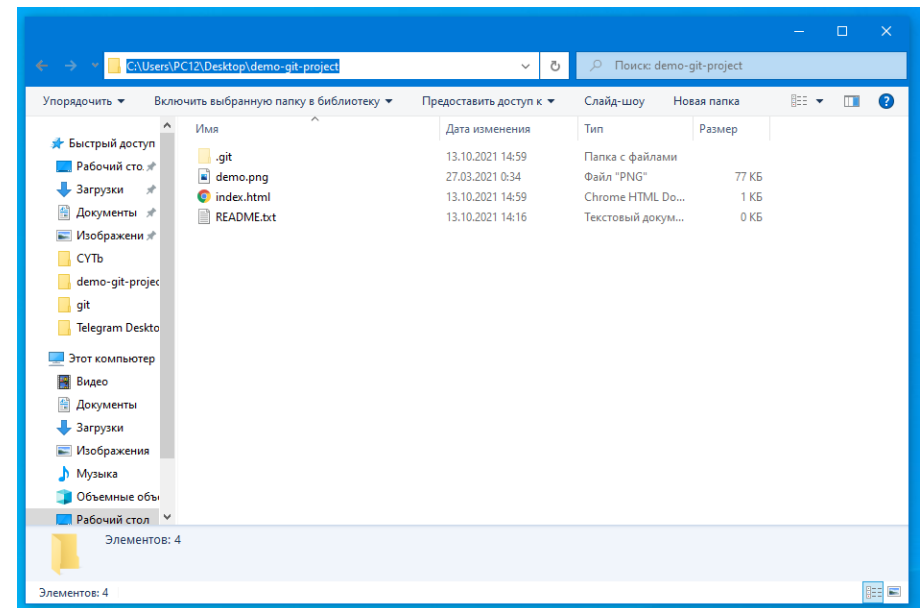 C:\Users\PC12\Desktop\demo-git-project
Поиск: demo-git-project
Упорядочить Включить выбранную папку в библиотеку Предоставить доступ к Слайд-шоу Новая папка
Имя Дата изменения Тип Размер
.git 13.10.2021 14:59 Папка с файлами
demo.png 27.03.2021 0:34 Файл "PNG" 77 КБ
index.html 13.10.2021 14:59 Chrome HTML Do... 1 КБ
README.txt 13.10.2021 14:16 Текстовый докум... 0 КБ
Быстрый доступ
Рабочий сто
Загрузки
Документы
Изображени
СУТЬ
demo-git-projec
git
Telegram Deskto
Этот компьютер
Видео
Документы
Загрузки
Изображения
Музыка
Объемные объ
Рабочий стол
Элементов: 4
Элементов: 4